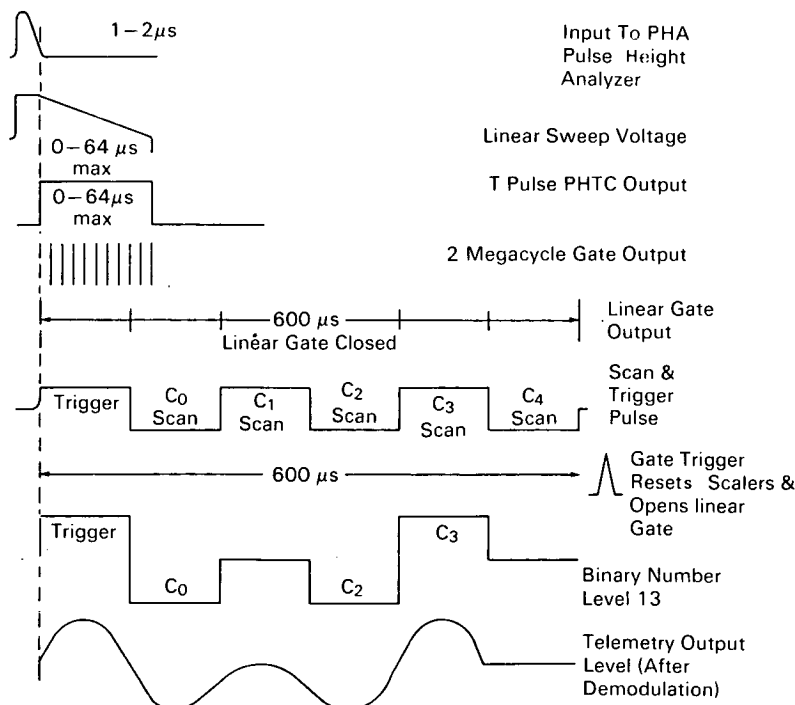 1–2µs
Input To PHA
Pulse Height
Analyzer
Linear Sweep Voltage
0–64 µs
max
T Pulse PHTC Output
0–64µs
max
2 Megacycle Gate Output
600 µs
Linear Gate Closed
Linear Gate
Output
Trigger
C0
Scan
C1
Scan
C2
Scan
C3
Scan
C4
Scan
Scan &
Trigger
Pulse
600 µs
Gate Trigger
Resets Scalers &
Opens linear
Gate
Trigger
C0
C2
C3
Binary Number
Level 13
Telemetry Output
Level (After
Demodulation)